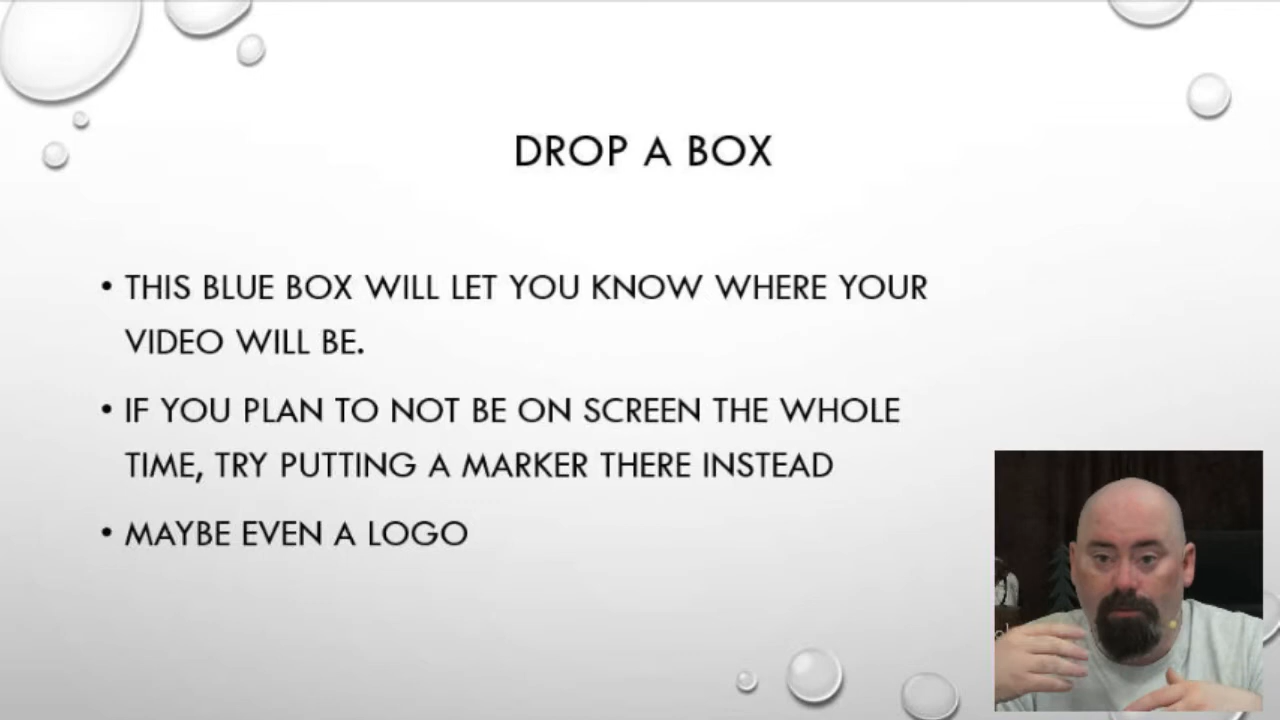 DROP A BOX
• THIS BLUE BOX WILL LET YOU KNOW WHERE YOUR
VIDEO WILL BE.
• IF YOU PLAN TO NOT BE ON SCREEN THE WHOLE
TIME, TRY PUTTING A MARKER THERE INSTEAD
• MAYBE EVEN A LOGO